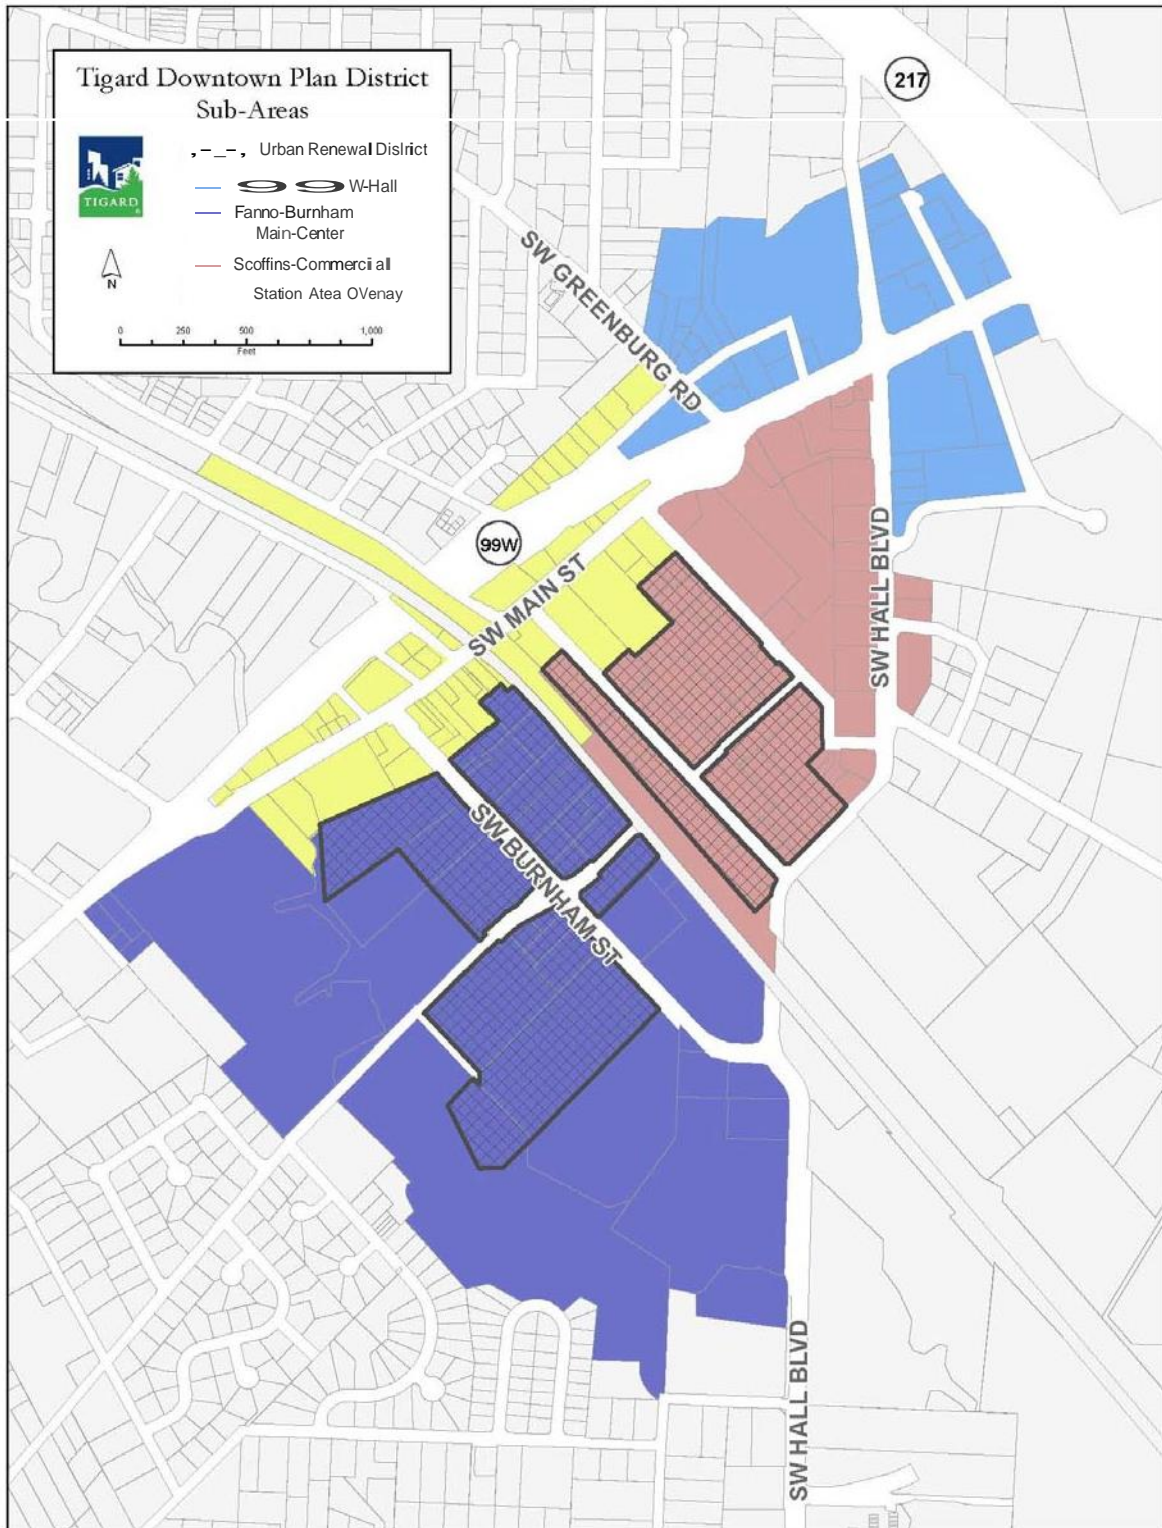 Tigard Downtown Plan District
Sub-Areas
TIGARD
Urban Renewal Dislrict
99 W-Hall
Fanno-Burnham
Main-Center
Scoffins-Commerciall
Station Atea OVenay
N
0 250 500 1,000
Feet
217
SW GREENBURG RD
99W
SW MAIN ST
SW HALL BLVD
SW BURNHAM ST
SW HALL BLVD